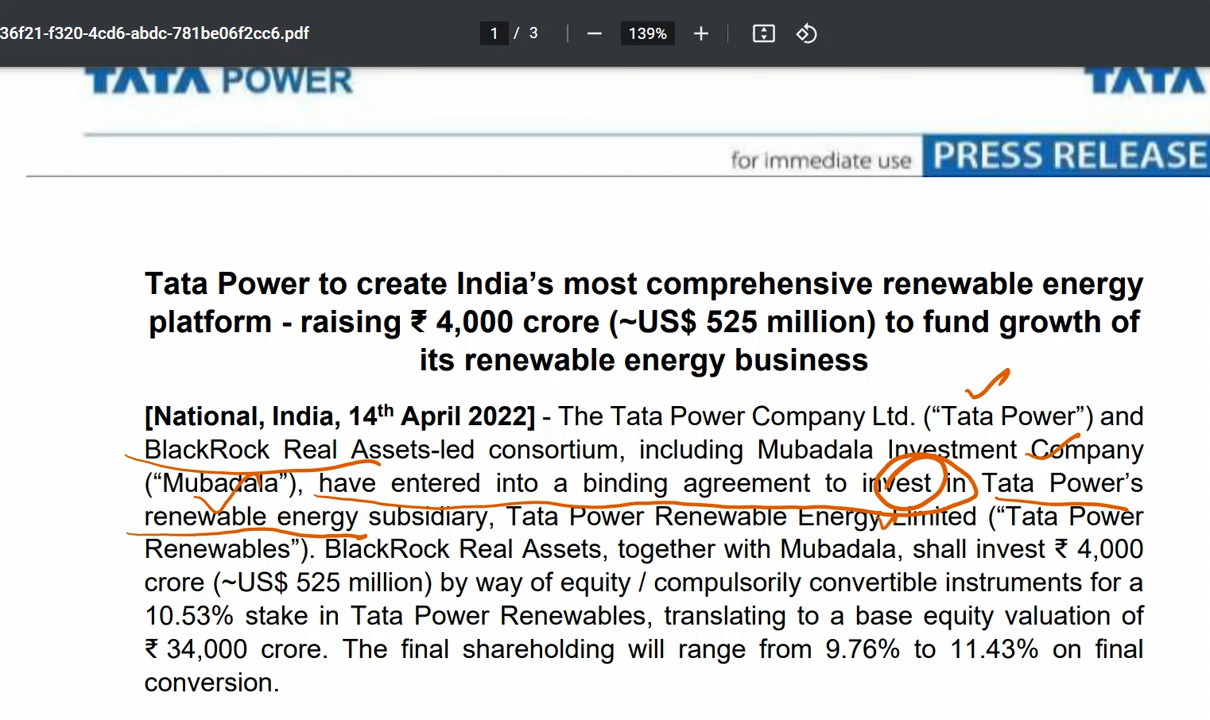 36f21-f320-4cd6-abdc-781be06f2cc6.pdf 1 / 3 139%
TATA POWER TATA
for immediate use PRESS RELEASE
Tata Power to create India’s most comprehensive renewable energy
platform - raising ₹ 4,000 crore (~US$ 525 million) to fund growth of
its renewable energy business
[National, India, 14th April 2022] - The Tata Power Company Ltd. (“Tata Power”) and
BlackRock Real Assets-led consortium, including Mubadala Investment Company
(“Mubadala”), have entered into a binding agreement to invest in Tata Power’s
renewable energy subsidiary, Tata Power Renewable Energy Limited (“Tata Power
Renewables”). BlackRock Real Assets, together with Mubadala, shall invest ₹ 4,000
crore (~US$ 525 million) by way of equity / compulsorily convertible instruments for a
10.53% stake in Tata Power Renewables, translating to a base equity valuation of
₹ 34,000 crore. The final shareholding will range from 9.76% to 11.43% on final
conversion.